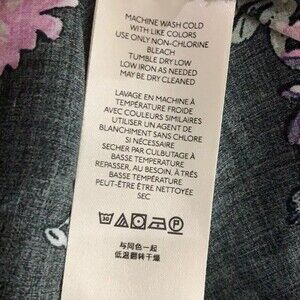 MACHINE WASH COLD
WITH LIKE COLORS
USE ONLY NON-CHLORINE
BLEACH
TUMBLE DRY LOW
LOW IRON AS NEEDED
MAY BE DRY CLEANED
LAVAGE EN MACHINE À
TEMPÉRATURE FROIDE
AVEC COULEURS SIMILAIRES
UTILISER UN AGENT DE
BLANCHIMENT SANS CHLORE
SI NÉCESSAIRE
SECHER PAR CULBUTAGE À
BASSE TEMPERATURE
REPASSER, AU BESOIN, À TRÉS
BASSE TEMPÉRATURE
PEUT-ÊTRE ÊTRE NETTOYÉE
SEC
30 P
与同色一起
低温翻转干燥